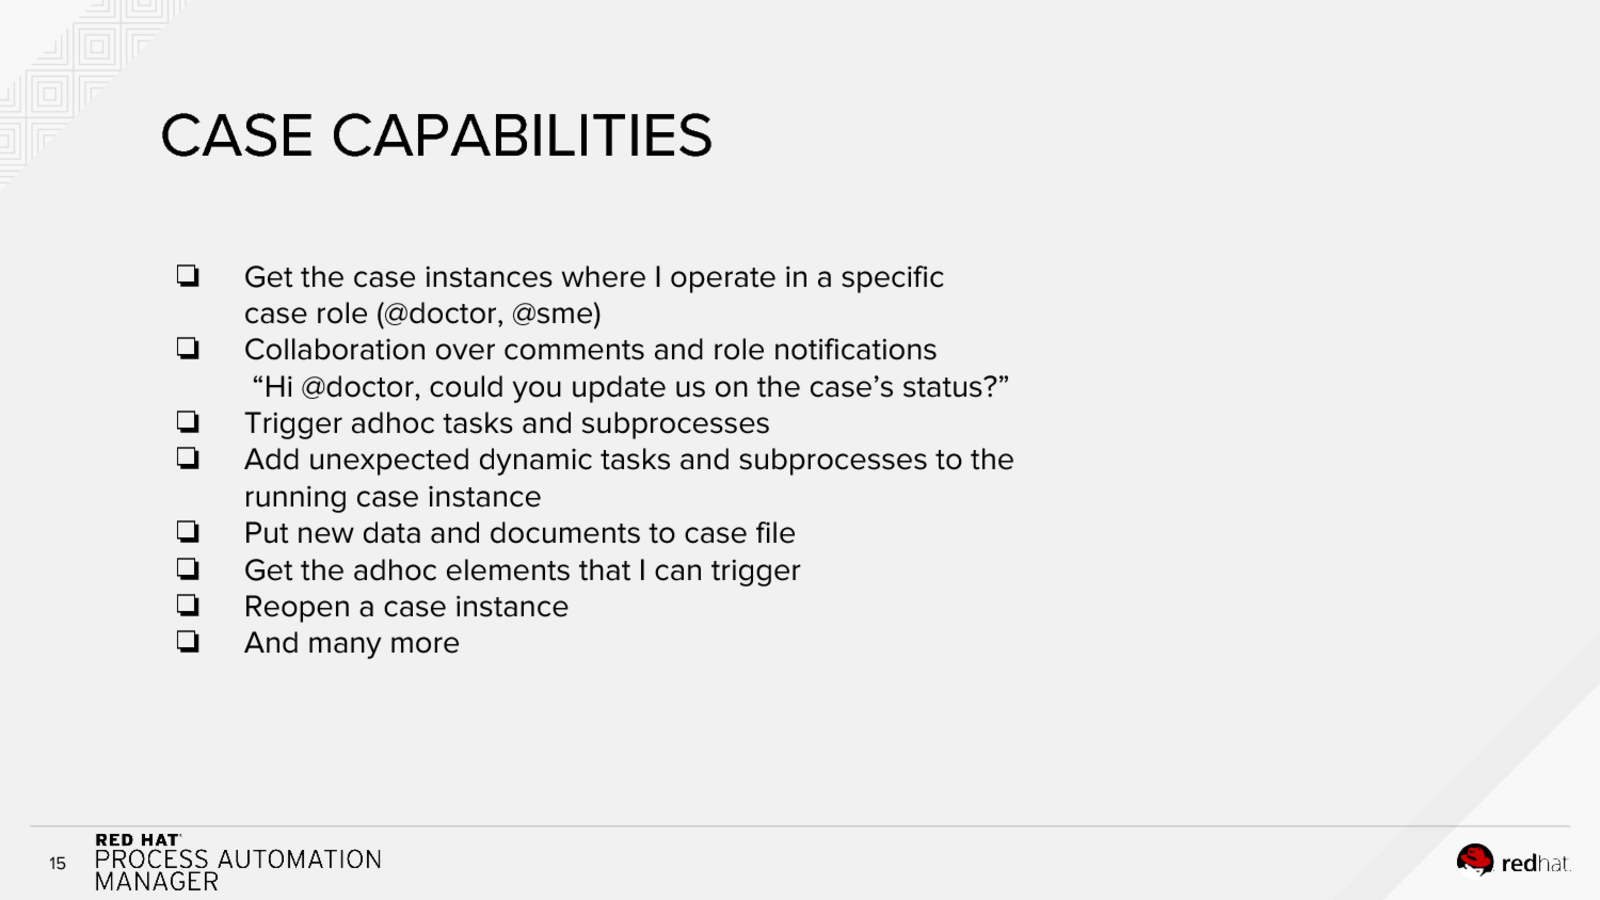 CASE CAPABILITIES
❏ Get the case instances where I operate in a specific
case role (@doctor, @sme)
❏ Collaboration over comments and role notifications
“Hi @doctor, could you update us on the case’s status?”
❏ Trigger adhoc tasks and subprocesses
❏ Add unexpected dynamic tasks and subprocesses to the
running case instance
❏ Put new data and documents to case file
❏ Get the adhoc elements that I can trigger
❏ Reopen a case instance
❏ And many more
15
RED HAT
PROCESS AUTOMATION
MANAGER
redhat.